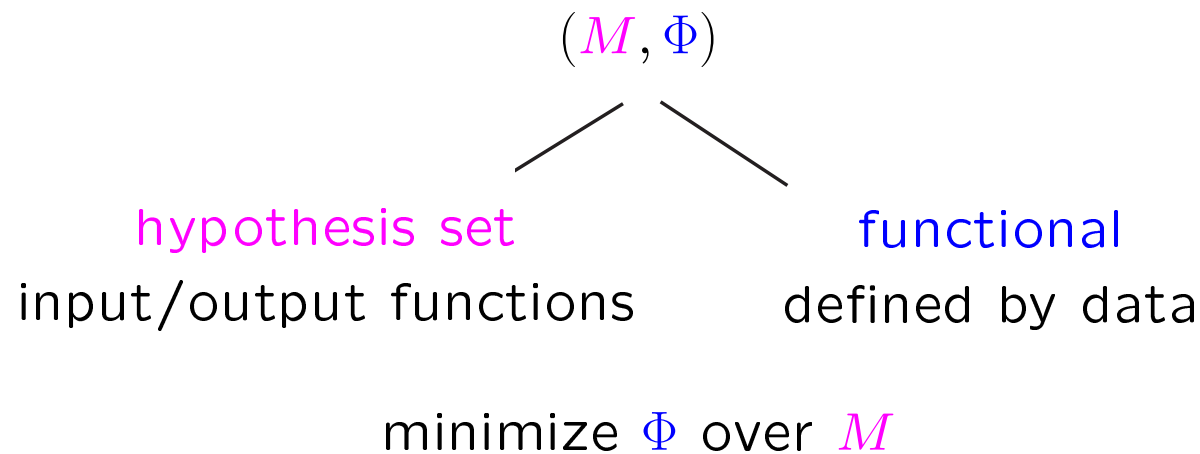 (M, Φ)
hypothesis set
input/output functions
functional
defined by data
minimize Φ over M